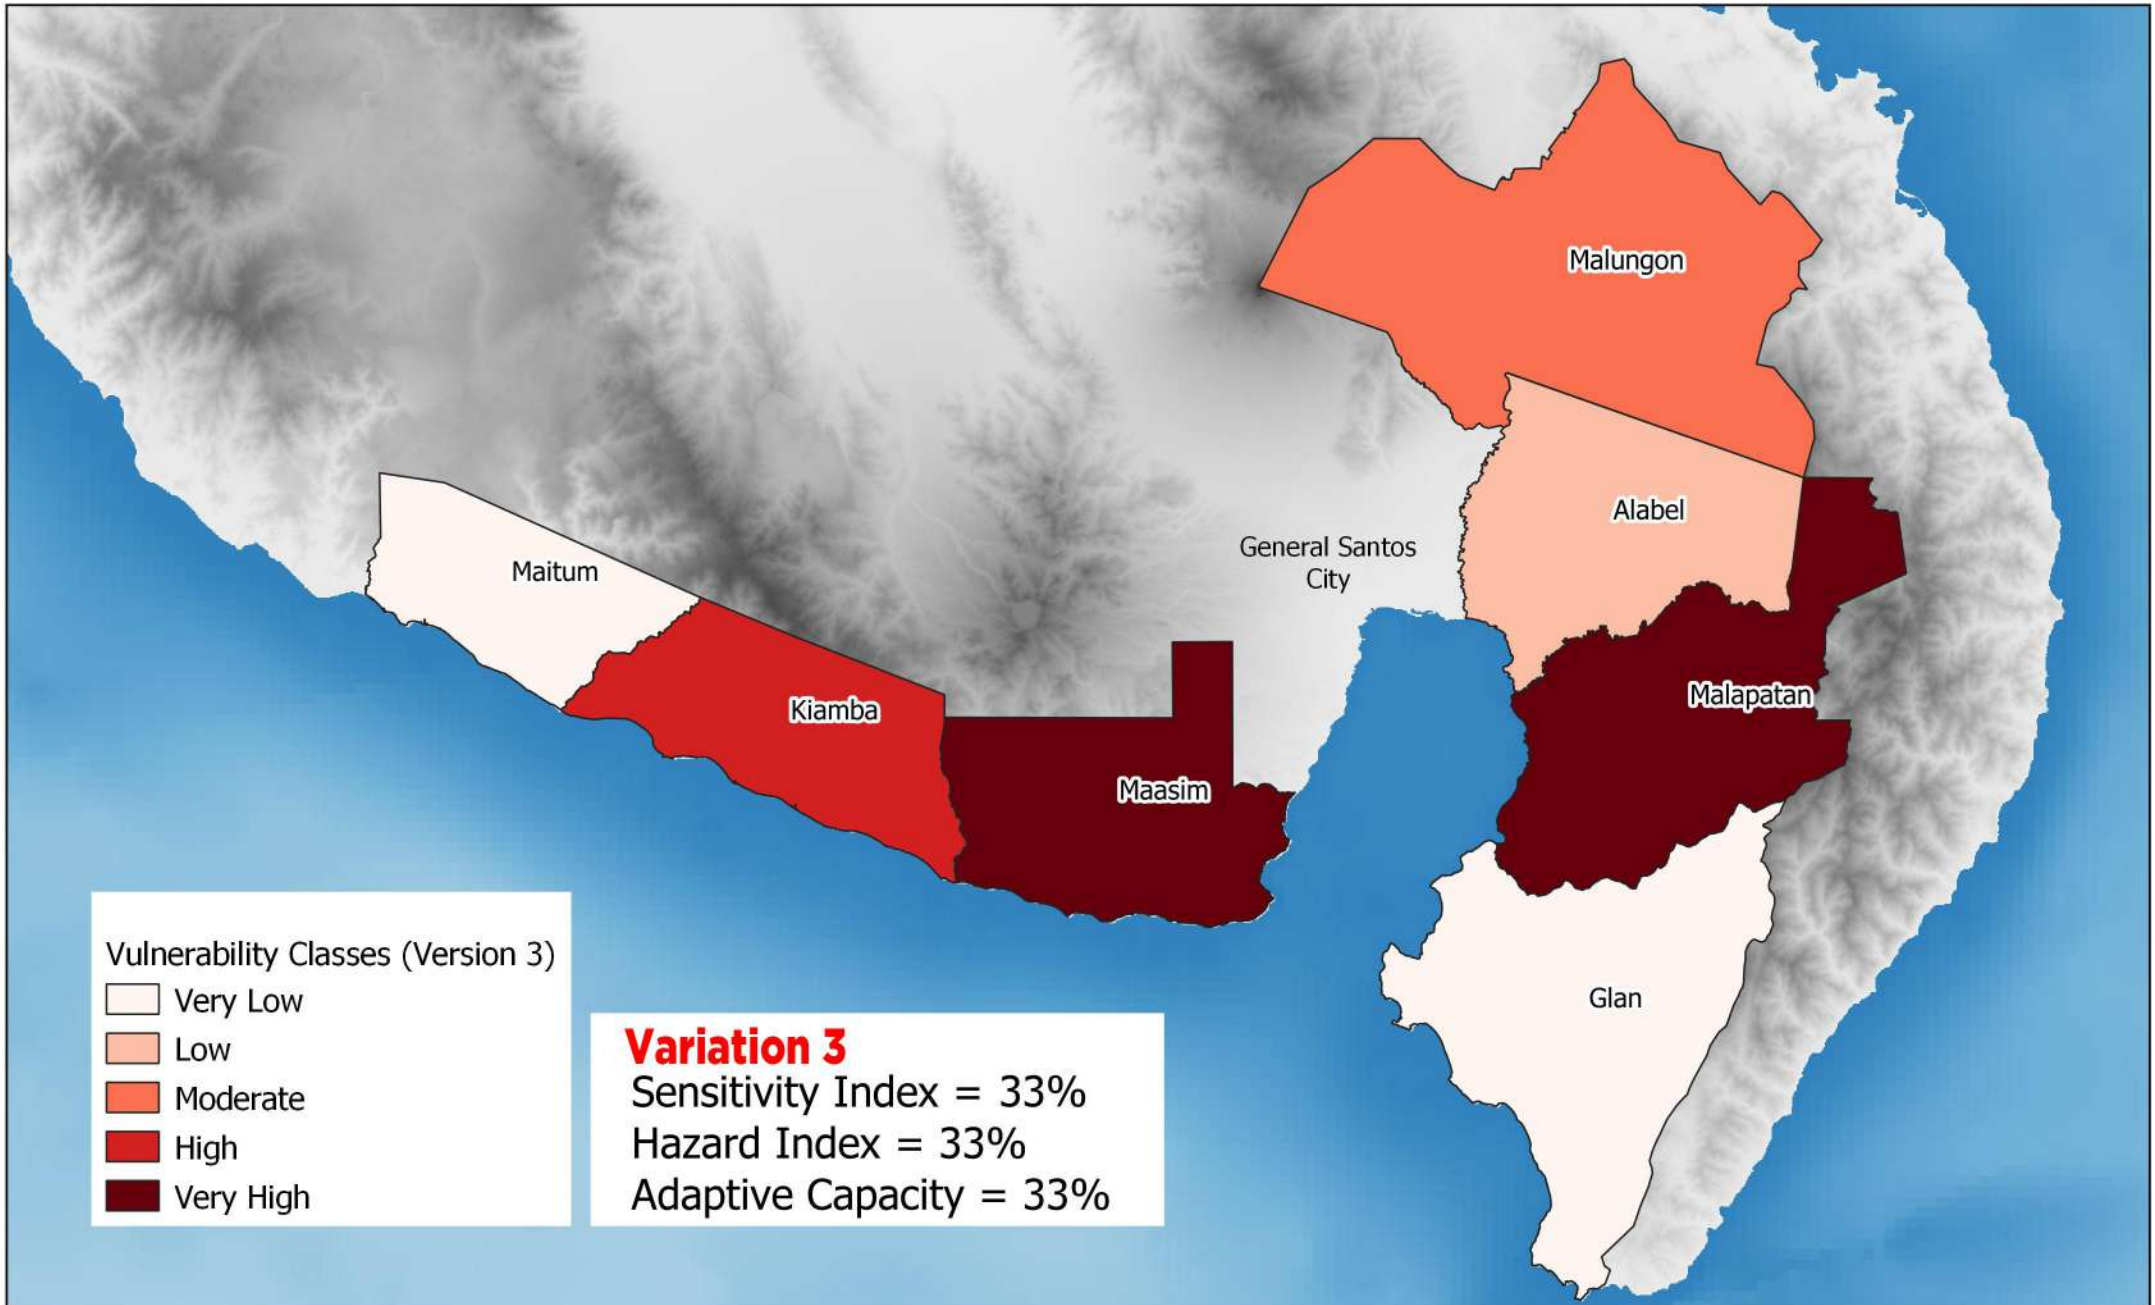 Malungon
Alabel
General Santos
City
Maitum
Malapatan
Kiamba
Maasim
Glan
Vulnerability Classes (Version 3)
Very Low
Low
Moderate
High
Very High
Variation 3
Sensitivity Index = 33%
Hazard Index = 33%
Adaptive Capacity = 33%